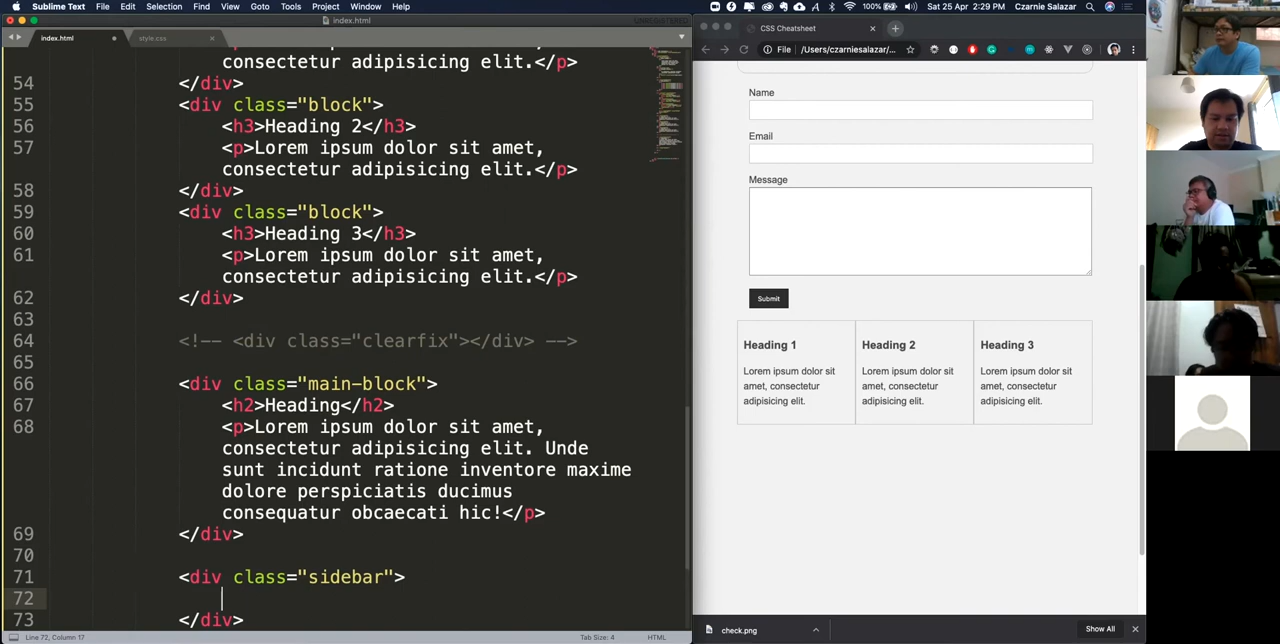 Sublime Text File Edit Selection Find View Goto Tools Project Window Help 100% Sat 25 Apr 2:29 PM Czarnie Salazar
index.html UNREGISTERED
index.html style.css
consectetur adipisicing elit.</p>
54 </div>
55 <div class="block">
56 <h3>Heading 2</h3>
57 <p>Lorem ipsum dolor sit amet,
consectetur adipisicing elit.</p>
58 </div>
59 <div class="block">
60 <h3>Heading 3</h3>
61 <p>Lorem ipsum dolor sit amet,
consectetur adipisicing elit.</p>
62 </div>
63
64 <!-- <div class="clearfix"></div> -->
65
66 <div class="main-block">
67 <h2>Heading</h2>
68 <p>Lorem ipsum dolor sit amet,
consectetur adipisicing elit. Unde
sunt incidunt ratione inventore maxime
dolore perspiciatis ducimus
consequatur obcaecati hic!</p>
69 </div>
70
71 <div class="sidebar">
72
73 </div>
Line 72, Column 17 Tab Size: 4 HTML
CSS Cheatsheet
File /Users/czarniesalazar/...
Name
Email
Message
Submit
Heading 1 Heading 2 Heading 3
Lorem ipsum dolor sit Lorem ipsum dolor sit Lorem ipsum dolor sit
amet, consectetur amet, consectetur amet, consectetur
adipisicing elit. adipisicing elit. adipisicing elit.
check.png Show All